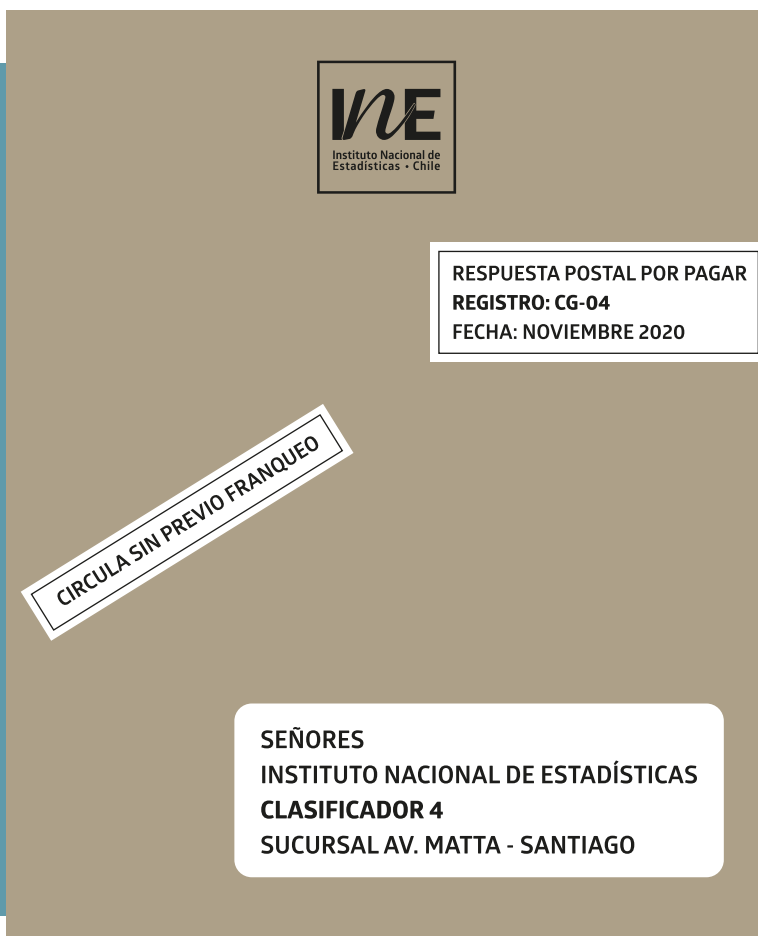 INE
Instituto Nacional de
Estadísticas • Chile
RESPUESTA POSTAL POR PAGAR
REGISTRO: CG-04
FECHA: NOVIEMBRE 2020
CIRCULA SIN PREVIO FRANQUEO
SEÑORES
INSTITUTO NACIONAL DE ESTADÍSTICAS
CLASIFICADOR 4
SUCURSAL AV. MATTA - SANTIAGO